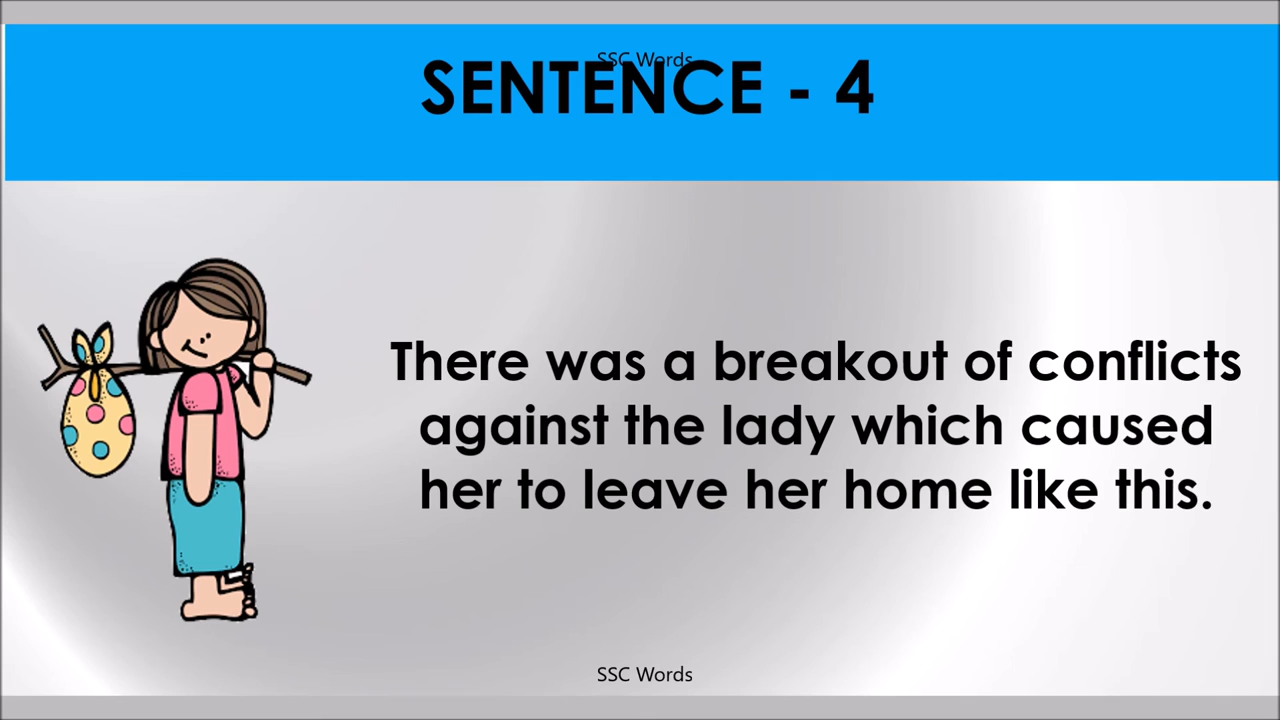 SSC Words
SENTENCE - 4
There was a breakout of conflicts
against the lady which caused
her to leave her home like this.
SSC Words